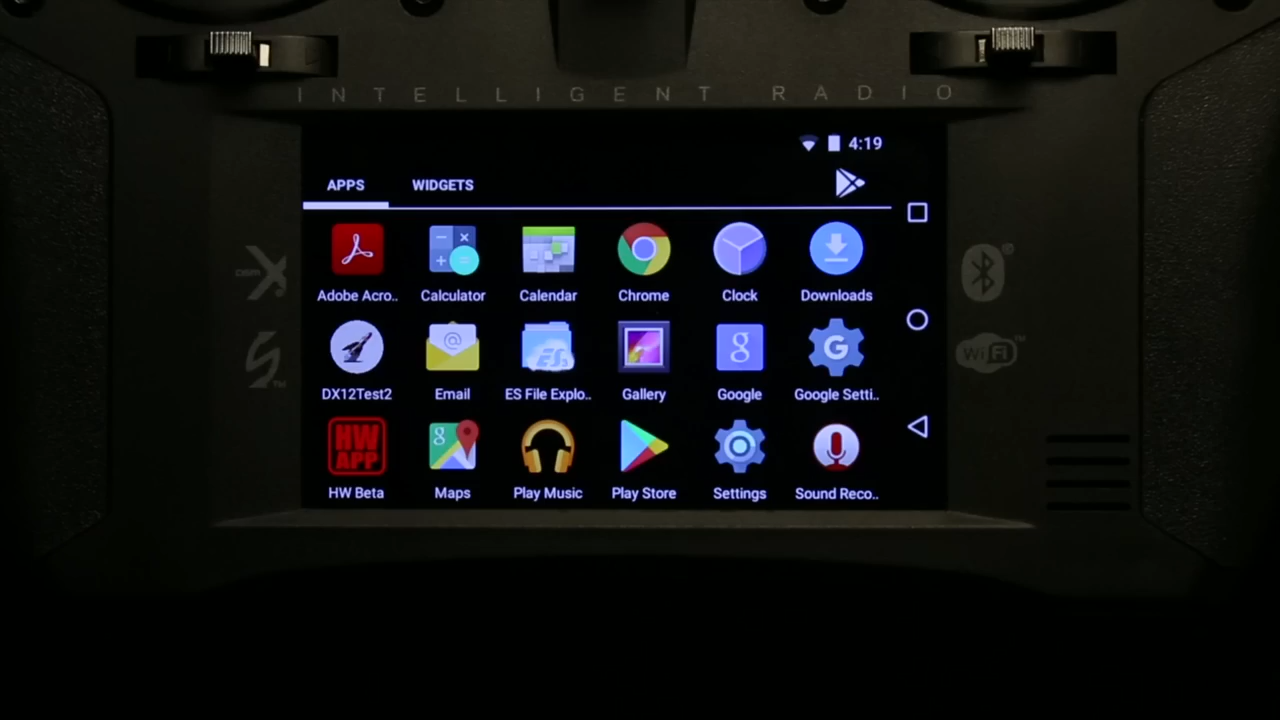 INTELLIGENT RADIO
4:19
APPS WIDGETS
Adobe Acro.. Calculator Calendar Chrome Clock Downloads
DX12Test2 Email ES File Explo.. Gallery Google Google Setti..
HW APP
HW Beta Maps Play Music Play Store Settings Sound Reco..
WiFi™